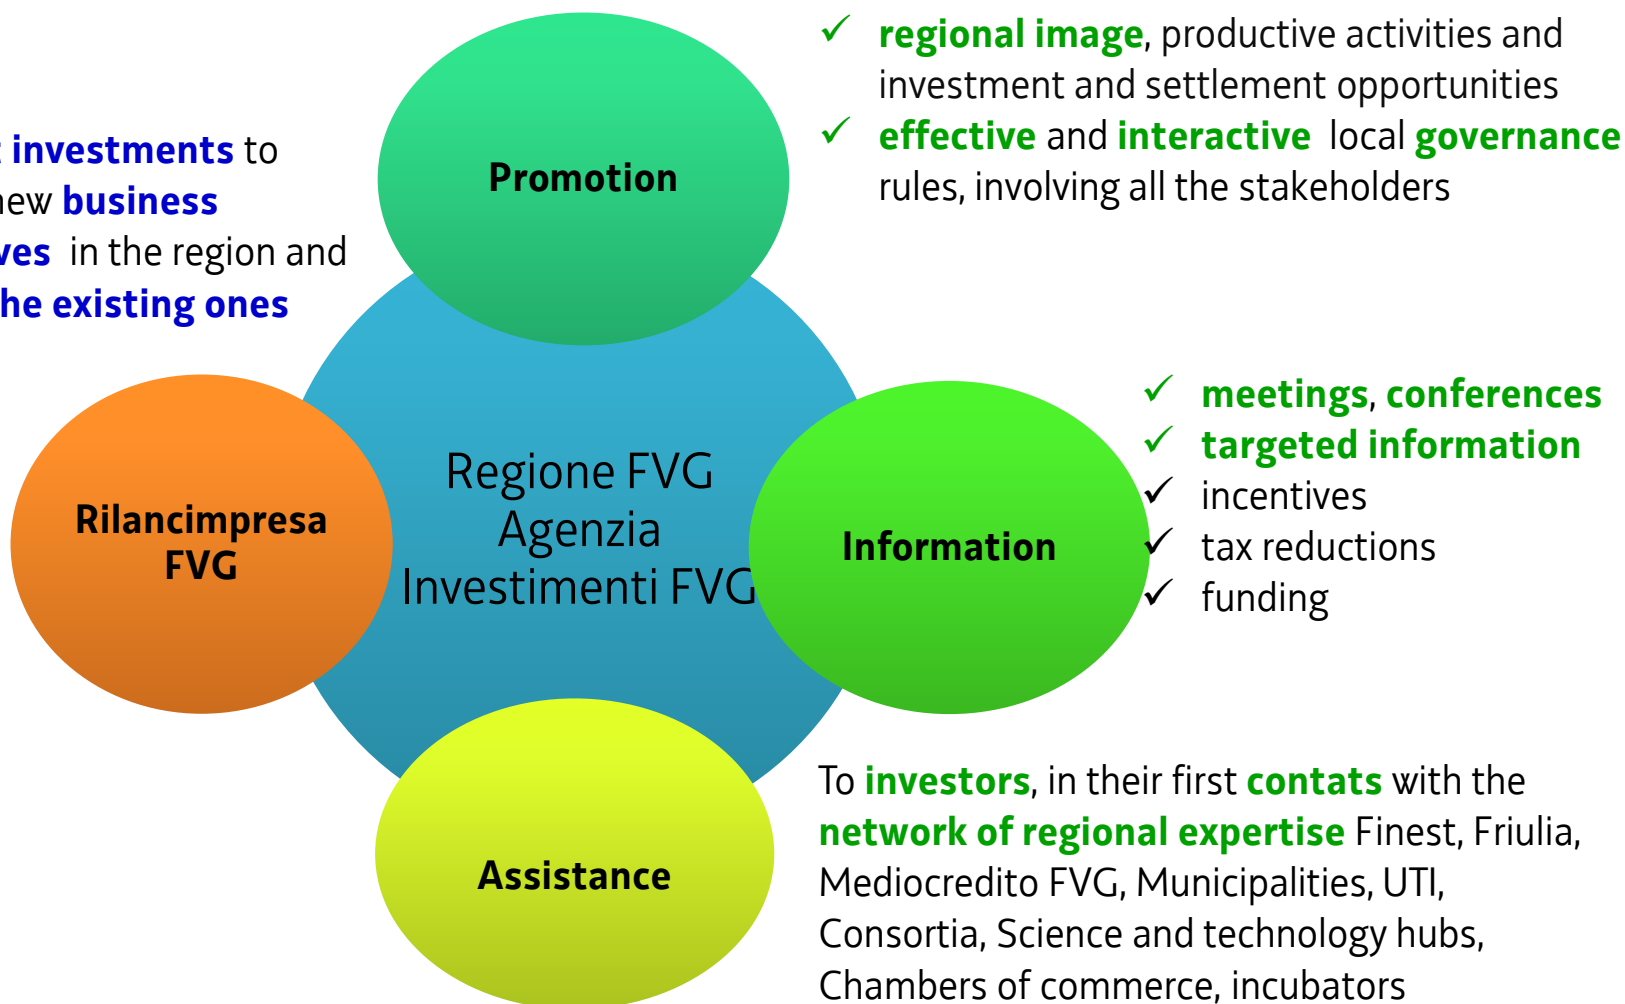 ✓ regional image, productive activities and
investment and settlement opportunities
✓ effective and interactive local governance
rules, involving all the stakeholders
investments to
new business
in the region and
the existing ones
Promotion
Rilancimpresa
FVG
Regione FVG
Agenzia
Investimenti FVG
Information
✓ meetings, conferences
✓ targeted information
✓ incentives
✓ tax reductions
✓ funding
Assistance
To investors, in their first contats with the
network of regional expertise Finest, Friulia,
Mediocredito FVG, Municipalities, UTI,
Consortia, Science and technology hubs,
Chambers of commerce, incubators